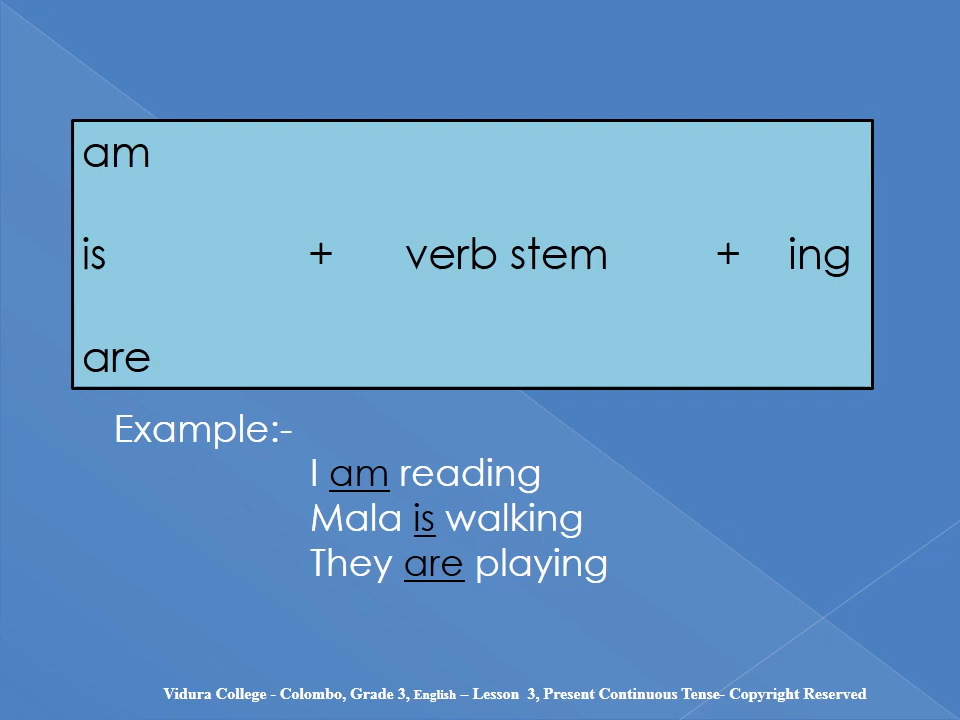 am
is + verb stem + ing
are
Example:-
I am reading
Mala is walking
They are playing
Vidura College - Colombo, Grade 3, English – Lesson 3, Present Continuous Tense- Copyright Reserved